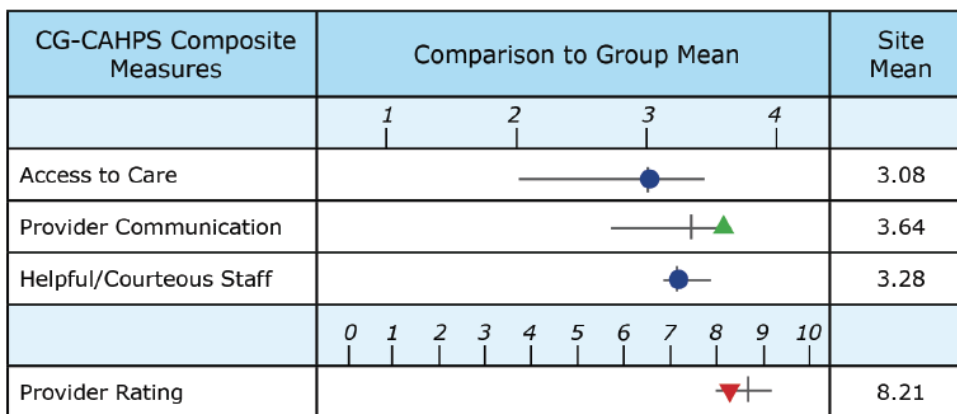 CG-CAHPS Composite
Measures
Comparison to Group Mean
Site
Mean
1 2 3 4
Access to Care 3.08
Provider Communication 3.64
Helpful/Courteous Staff 3.28
0 1 2 3 4 5 6 7 8 9 10
Provider Rating 8.21